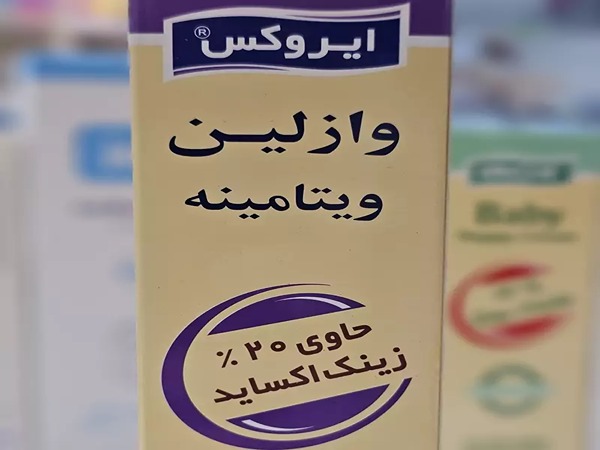 ایروکس®
وازلین
ویتامینه
حاوی ۲۰ ٪
زینک اکساید
Baby